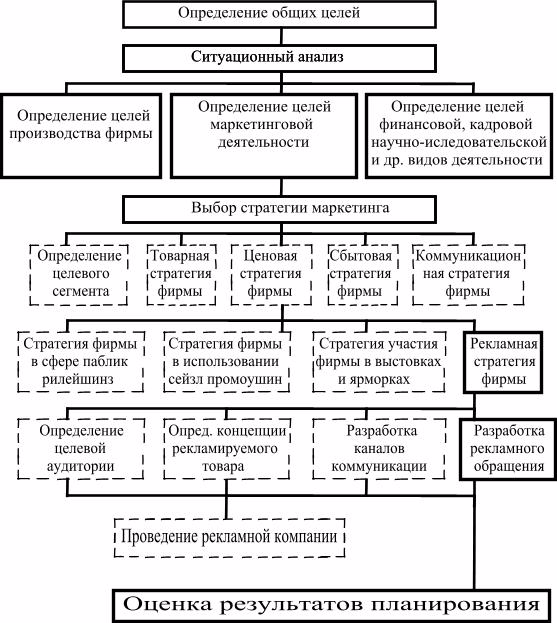 Определение общих целей
Ситуационный анализ
Определение целей
производства фирмы
Определение целей
маркетинговой
деятельности
Определение целей
финансовой, кадровой
научно-иследовательской
и др. видов деятельности
Выбор стратегии маркетинга
Определение
целевого
сегмента
Товарная
стратегия
фирмы
Ценовая
стратегия
фирмы
Сбытовая
стратегия
фирмы
Коммуникацион
ная стратегия
фирмы
Стратегия фирмы
в сфере паблик
рилейшинз
Стратегия фирмы
в использовании
сейзл промоушин
Стратегия участия
фирмы в выстовках
и ярморках
Рекламная
стратегия
фирмы
Определение
целевой
аудитории
Опред. концепции
рекламируемого
товара
Разработка
каналов
коммуникации
Разработка
рекламного
обращения
Проведение рекламной компании
Оценка результатов планирования